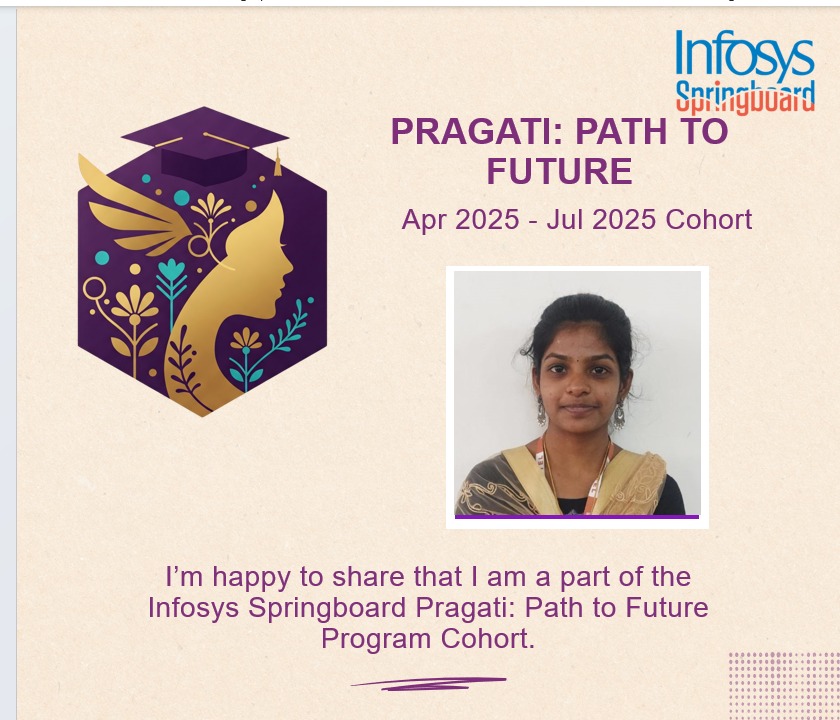 Infosys
Springboard
PRAGATI: PATH TO
FUTURE
Apr 2025 - Jul 2025 Cohort
I’m happy to share that I am a part of the
Infosys Springboard Pragati: Path to Future
Program Cohort.